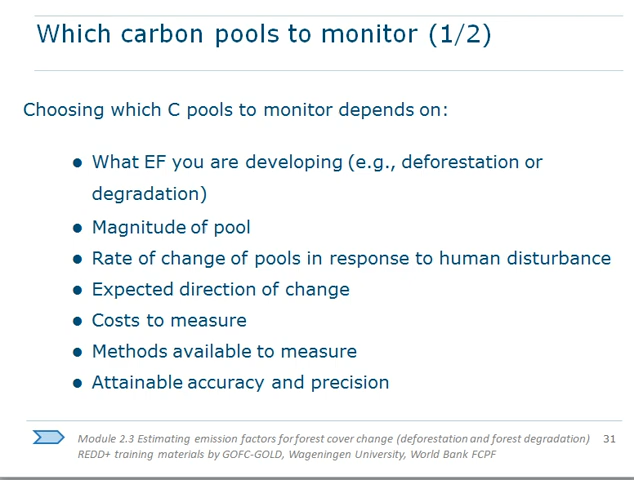 Which carbon pools to monitor (1/2)
Choosing which C pools to monitor depends on:
● What EF you are developing (e.g., deforestation or
degradation)
● Magnitude of pool
● Rate of change of pools in response to human disturbance
● Expected direction of change
● Costs to measure
● Methods available to measure
● Attainable accuracy and precision
Module 2.3 Estimating emission factors for forest cover change (deforestation and forest degradation) 31
REDD+ training materials by GOFC-GOLD, Wageningen University, World Bank FCPF